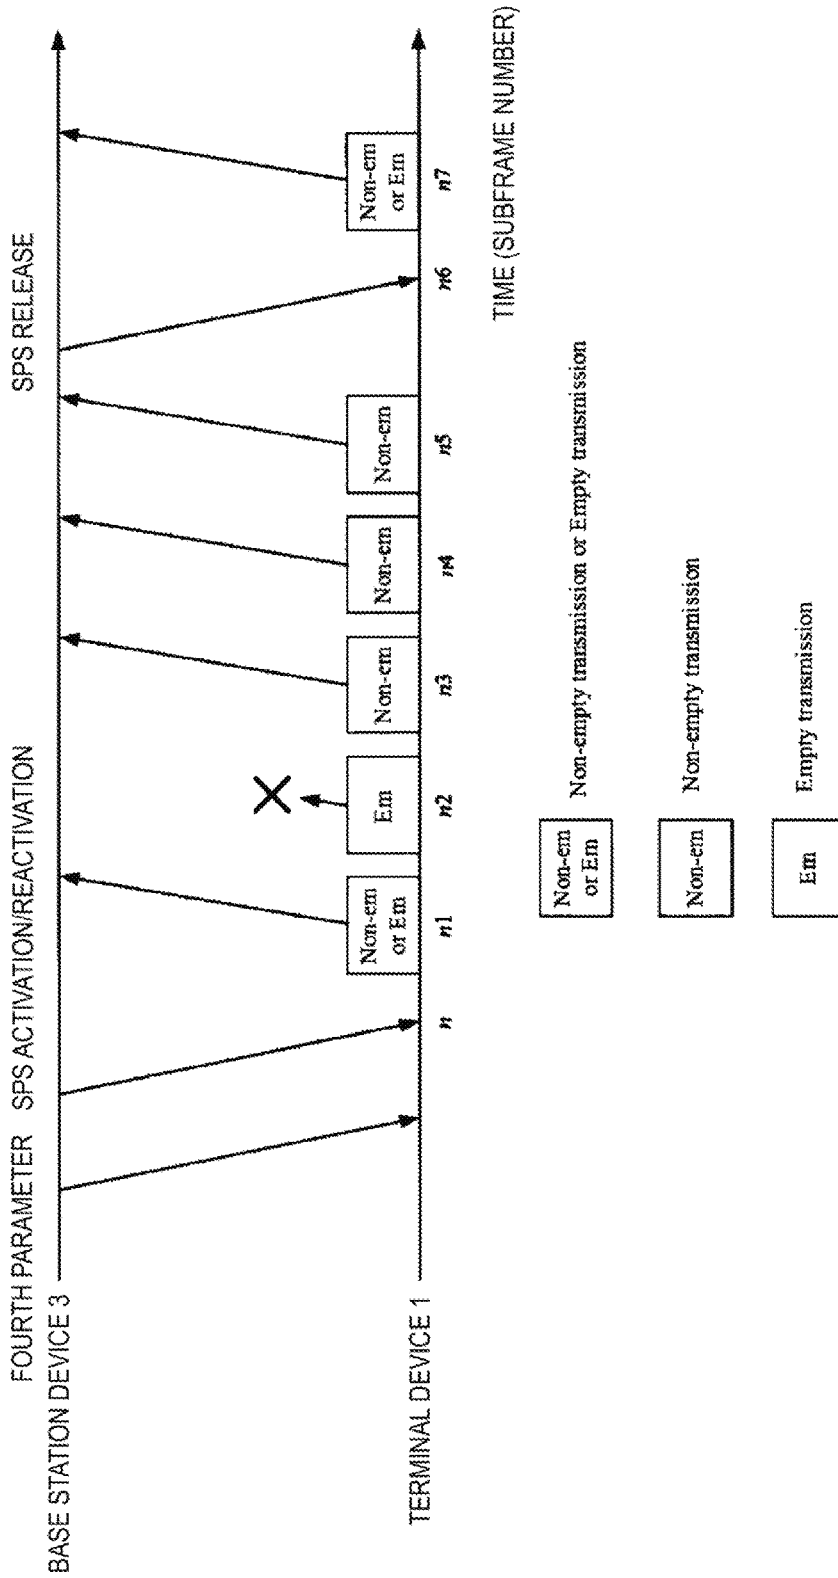 FOURTH PARAMETER
SPS ACTIVATION/REACTIVATION
SPS RELEASE
BASE STATION DEVICE 3
Non-em
or Em
Em
Non-em
Non-em
Non-em
Non-em
or Em
TERMINAL DEVICE 1
n
n1
n2
n3
n4
n5
n6
n7
TIME (SUBFRAME NUMBER)
Non-em
or Em
Non-empty transmission or Empty transmission
Non-em
Non-empty transmission
Em
Empty transmission